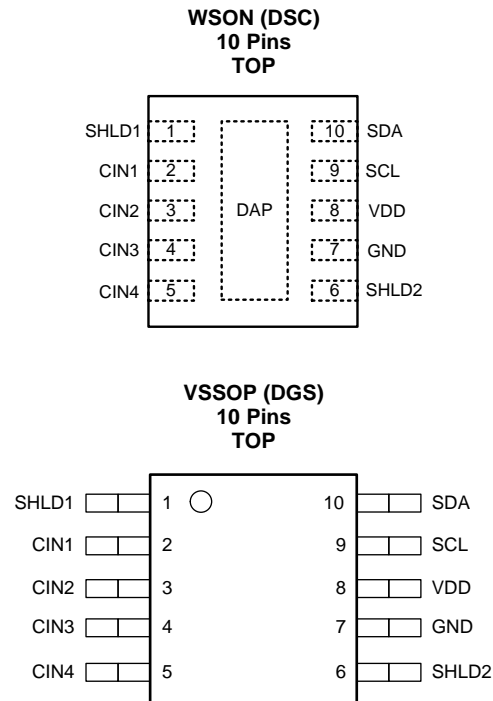 WSON (DSC)
10 Pins
TOP
SHLD1 1 10 SDA
CIN1 2 9 SCL
CIN2 3 DAP 8 VDD
CIN3 4 7 GND
CIN4 5 6 SHLD2
VSSOP (DGS)
10 Pins
TOP
SHLD1 1 10 SDA
CIN1 2 9 SCL
CIN2 3 8 VDD
CIN3 4 7 GND
CIN4 5 6 SHLD2